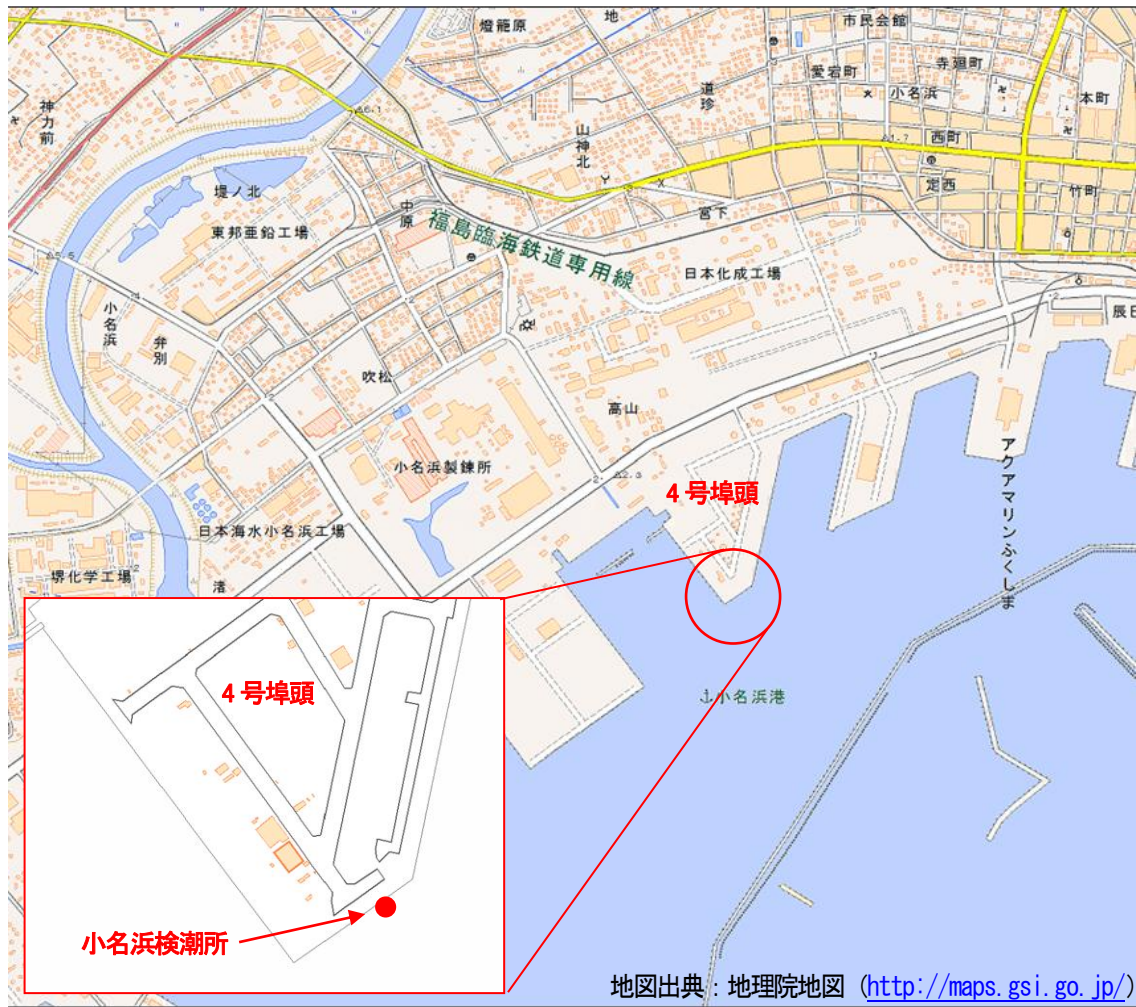 燈籠原
地
市民会館
寺廻町
愛宕町
小名浜
本町
神力前
道珍
山神北
西町
定西
竹町
堤ノ北
東邦亜鉛工場
中原
宮下
福島臨海鉄道専用線
日本化成工場
小名浜
弁別
辰巳
吹松
高山
小名浜製錬所
4号埠頭
アクアマリンふくしま
日本海水小名浜工場
堺化学工場
渚
4号埠頭
小名浜港
小名浜検潮所
地図出典：地理院地図（http://maps.gsi.go.jp/）